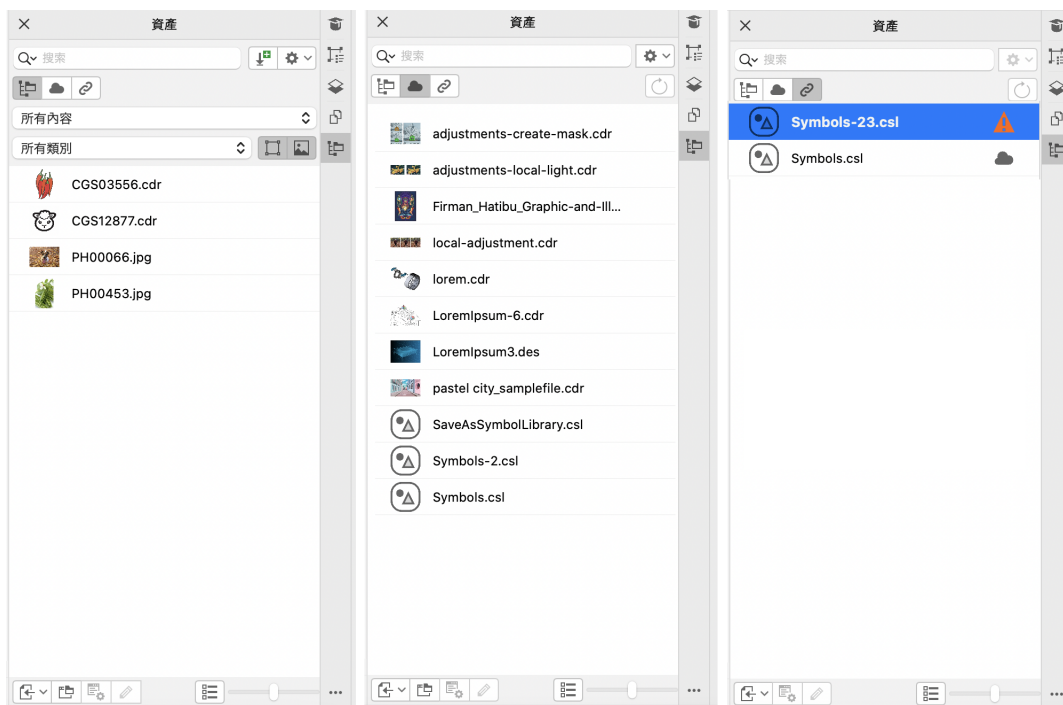 資產
搜索
所有內容
所有類別
CGS03556.cdr
CGS12877.cdr
PH00066.jpg
PH00453.jpg
資產
搜索
adjustments-create-mask.cdr
adjustments-local-light.cdr
Firman_Hatibu_Graphic-and-Ill...
local-adjustment.cdr
lorem.cdr
LoremIpsum-6.cdr
LoremIpsum3.des
pastel city_samplefile.cdr
SaveAsSymbolLibrary.csl
Symbols-2.csl
Symbols.csl
資產
搜索
Symbols-23.csl
Symbols.csl